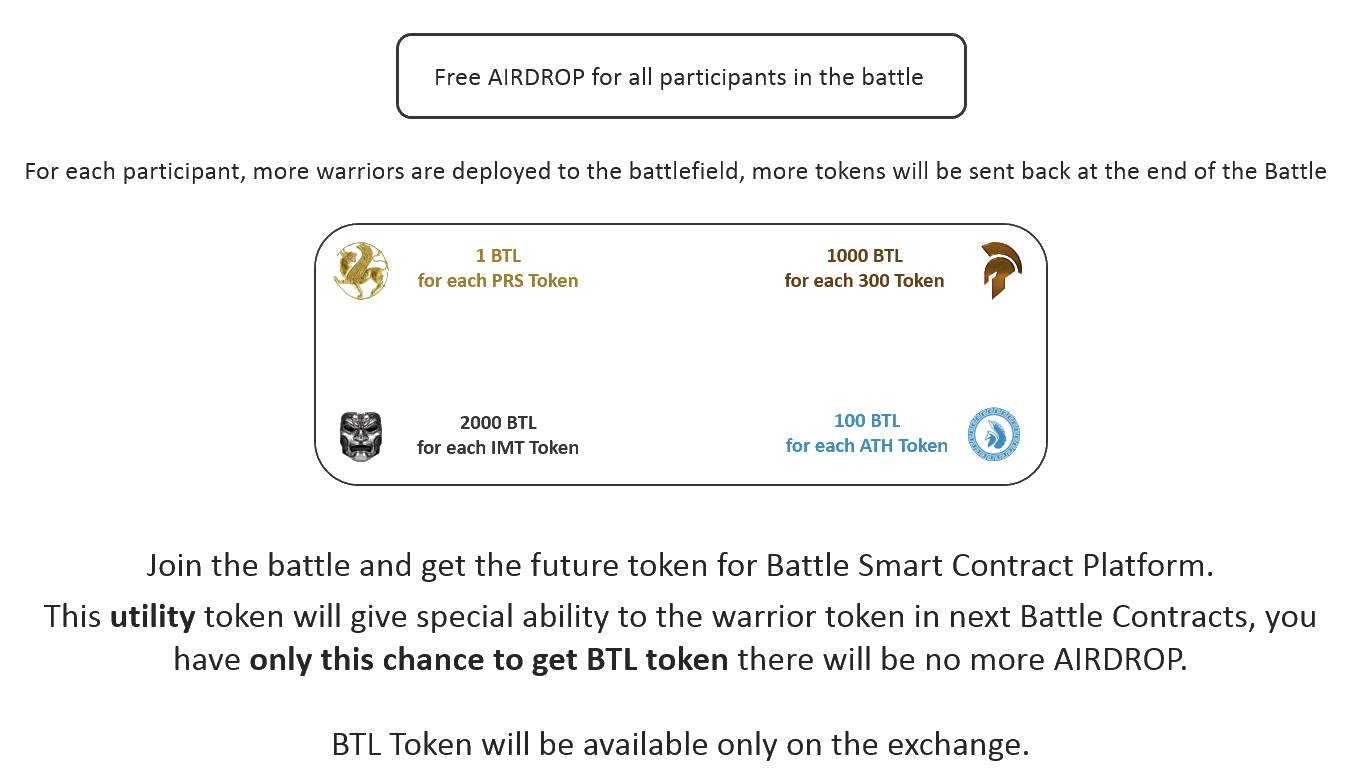 Free AIRDROP for all participants in the battle
For each participant, more warriors are deployed to the battlefield, more tokens will be sent back at the end of the Battle
1 BTL
for each PRS Token
1000 BTL
for each 300 Token
2000 BTL
for each IMT Token
100 BTL
for each ATH Token
Join the battle and get the future token for Battle Smart Contract Platform.
This utility token will give special ability to the warrior token in next Battle Contracts, you
have only this chance to get BTL token there will be no more AIRDROP.
BTL Token will be available only on the exchange.